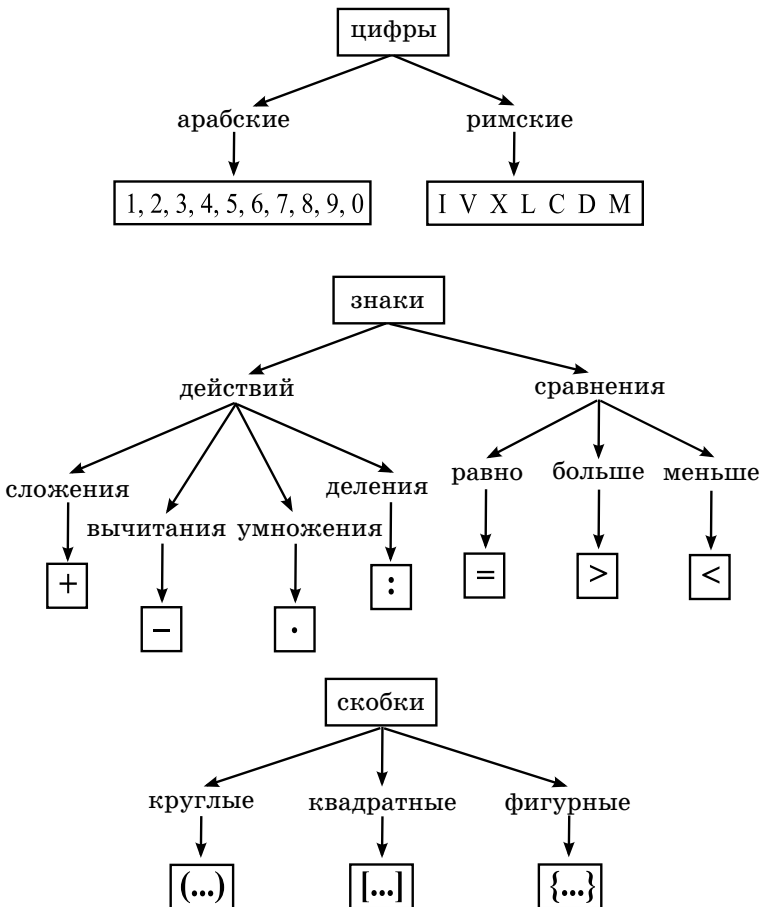 цифры
арабские римские
1, 2, 3, 4, 5, 6, 7, 8, 9, 0 I V X L C D M
знаки
действий сравнения
сложения деления равно больше меньше
вычитания умножения
+ : = > <
− ·
скобки
круглые квадратные фигурные
(...) [...] {...}